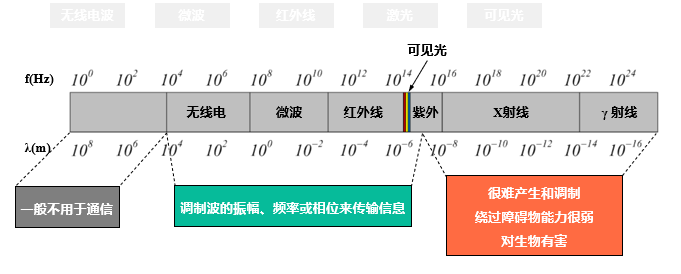 无线电波 微波 红外线 激光 可见光
可见光
f(Hz) 10^0 10^2 10^4 10^6 10^8 10^10 10^12 10^14 10^16 10^18 10^20 10^22 10^24
无线电 微波 红外线 紫外 X射线 γ 射线
λ(m) 10^8 10^6 10^4 10^2 10^0 10^-2 10^-4 10^-6 10^-8 10^-10 10^-12 10^-14 10^-16
一般不用于通信
调制波的振幅、频率或相位来传输信息
很难产生和调制
绕过障碍物能力很弱
对生物有害